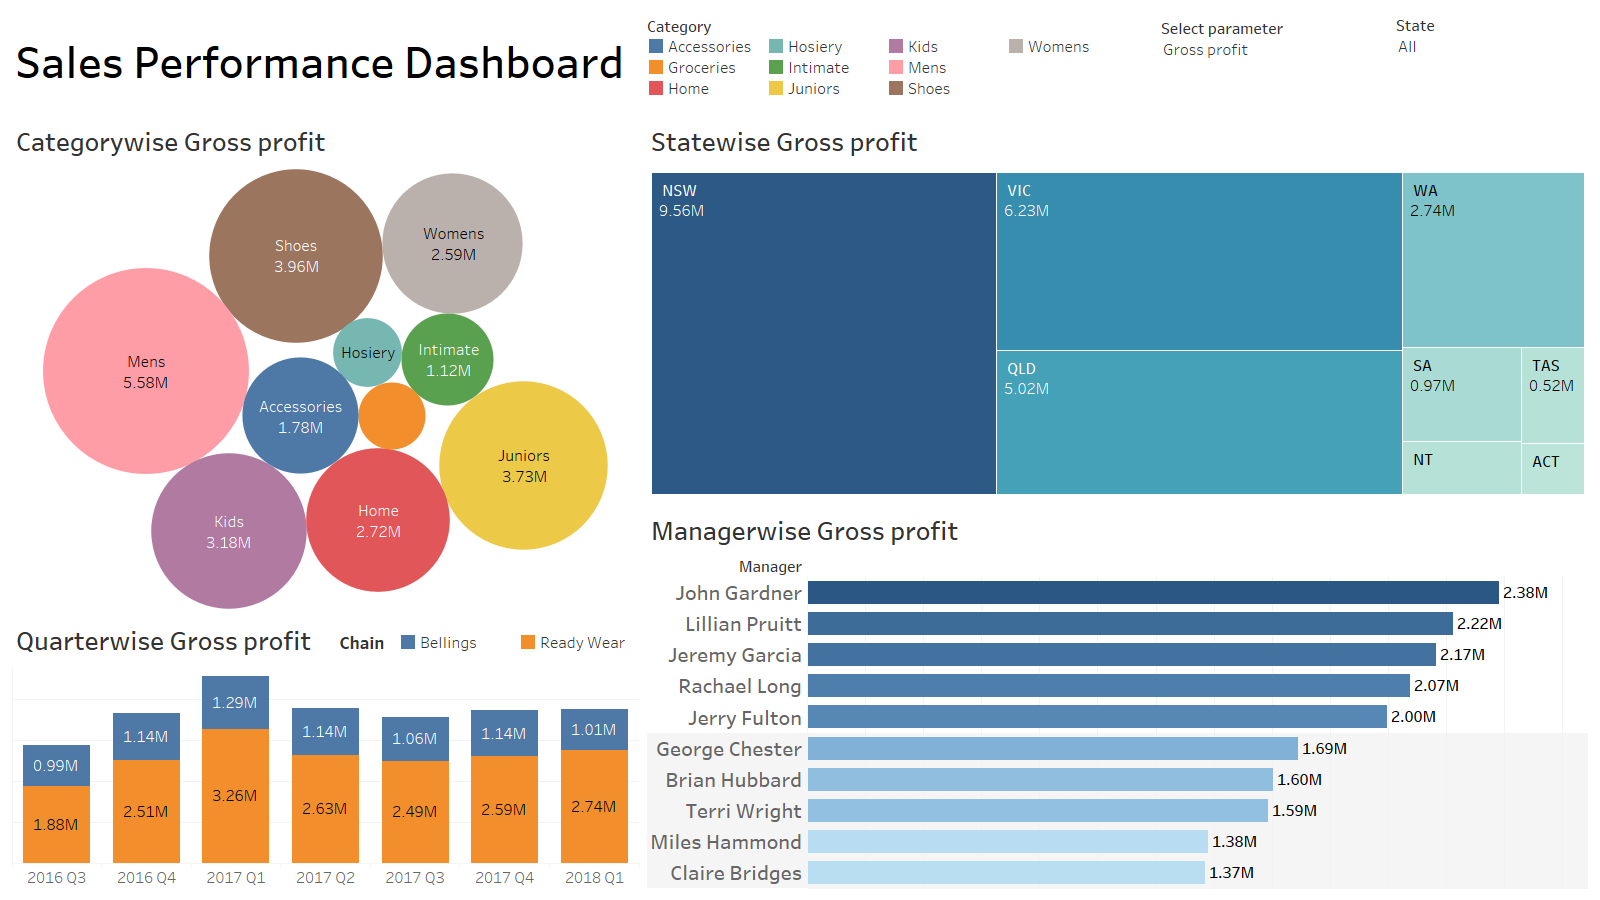 Sales Performance Dashboard
Category
Accessories
Hosiery
Kids
Womens
Groceries
Intimate
Mens
Home
Juniors
Shoes
Select parameter
Gross profit
State
All
Categorywise Gross profit
Shoes
3.96M
Womens
2.59M
Mens
5.58M
Hosiery
Intimate
1.12M
Accessories
1.78M
Juniors
3.73M
Kids
3.18M
Home
2.72M
Statewise Gross profit
NSW
9.56M
VIC
6.23M
QLD
5.02M
WA
2.74M
SA
0.97M
TAS
0.52M
NT
ACT
Quarterwise Gross profit
Chain
Bellings
Ready Wear
0.99M
1.14M
1.29M
1.14M
1.06M
1.14M
1.01M
1.88M
2.51M
3.26M
2.63M
2.49M
2.59M
2.74M
2016 Q3
2016 Q4
2017 Q1
2017 Q2
2017 Q3
2017 Q4
2018 Q1
Managerwise Gross profit
Manager
John Gardner 2.38M
Lillian Pruitt 2.22M
Jeremy Garcia 2.17M
Rachael Long 2.07M
Jerry Fulton 2.00M
George Chester 1.69M
Brian Hubbard 1.60M
Terri Wright 1.59M
Miles Hammond 1.38M
Claire Bridges 1.37M